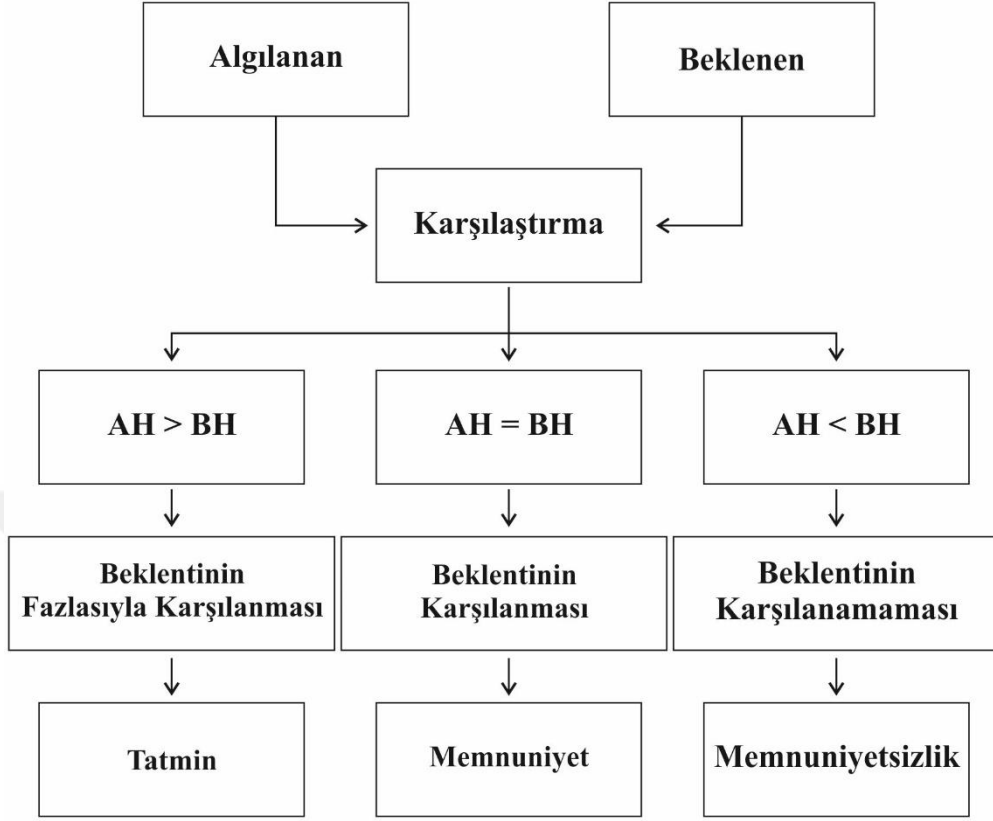 Algılanan
Beklenen
Karşılaştırma
AH > BH
AH = BH
AH < BH
Beklentinin
Fazlasıyla Karşılanması
Beklentinin
Karşılanması
Beklentinin
Karşılanamaması
Tatmin
Memnuniyet
Memnuniyetsizlik